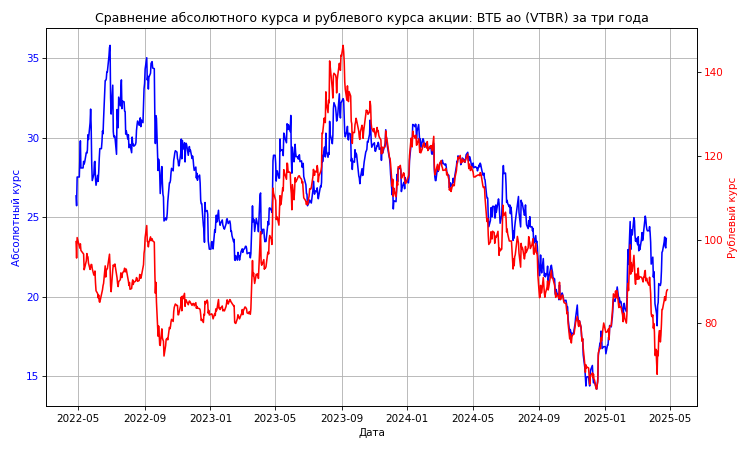 Сравнение абсолютного курса и рублевого курса акции: ВТБ ао (VTBR) за три года
Абсолютный курс
35
30
25
20
15
140
120
100
80
Рублевый курс
2022-05 2022-09 2023-01 2023-05 2023-09 2024-01 2024-05 2024-09 2025-01 2025-05
Дата